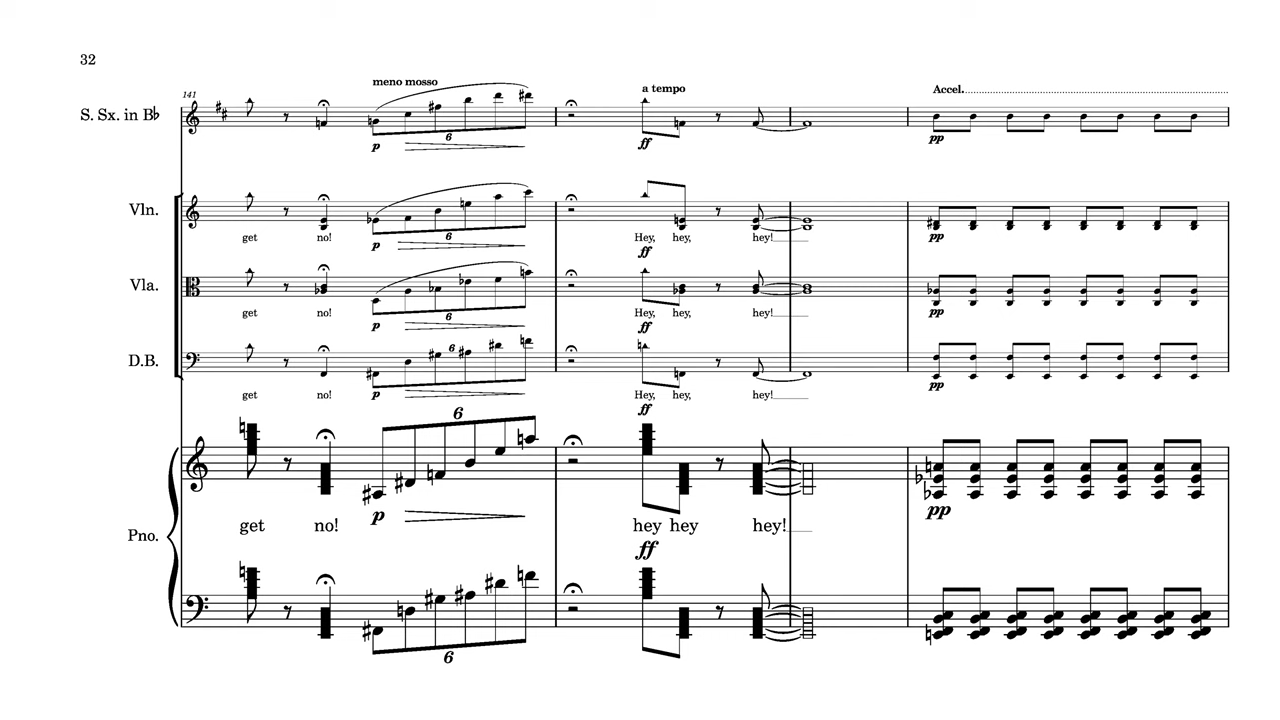 32
141
meno mosso
a tempo
Accel.
S. Sx. in B♭
6
p
ff
pp
Vln.
get no! Hey, hey, hey!
6
p
ff
pp
Vla.
get no! Hey, hey, hey!
6
p
ff
pp
D.B.
get no! Hey, hey, hey!
6
p
ff
pp
Pno.
6
p
pp
get no! hey hey hey!
ff
6